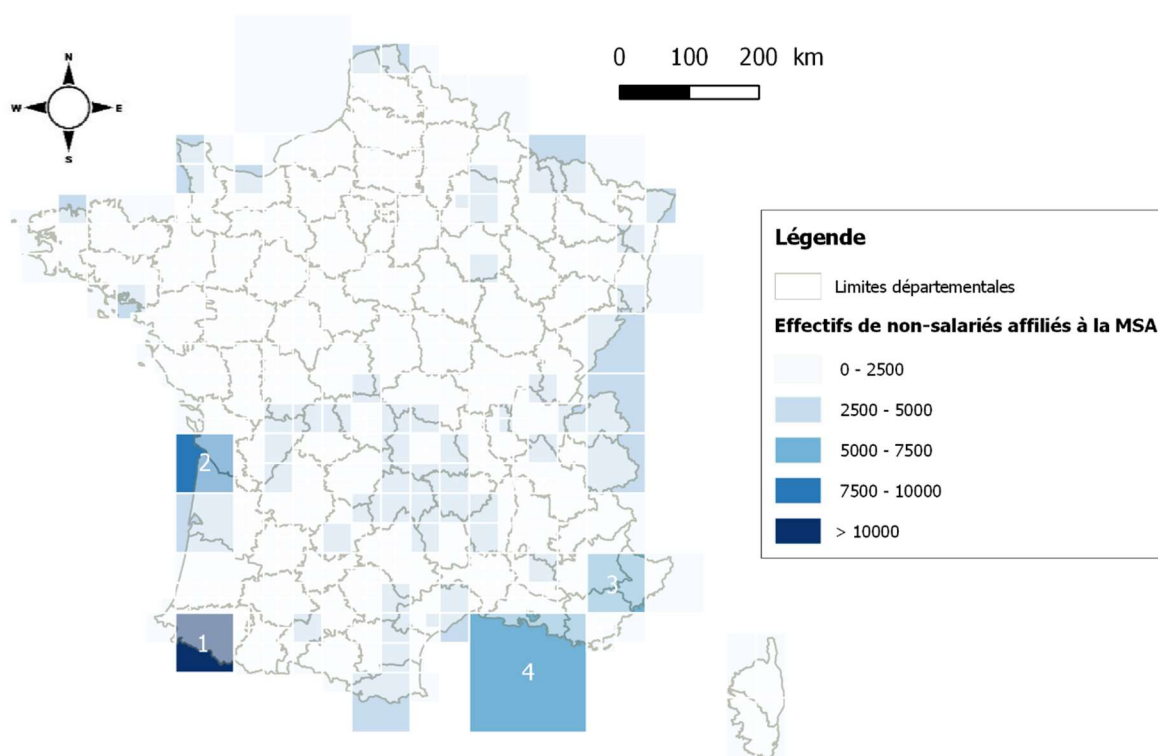 N
W E
S
0 100 200 km
Légende
Limites départementales
Effectifs de non-salariés affiliés à la MSA
0 - 2500
2500 - 5000
5000 - 7500
7500 - 10000
> 10000
2
3
1
4